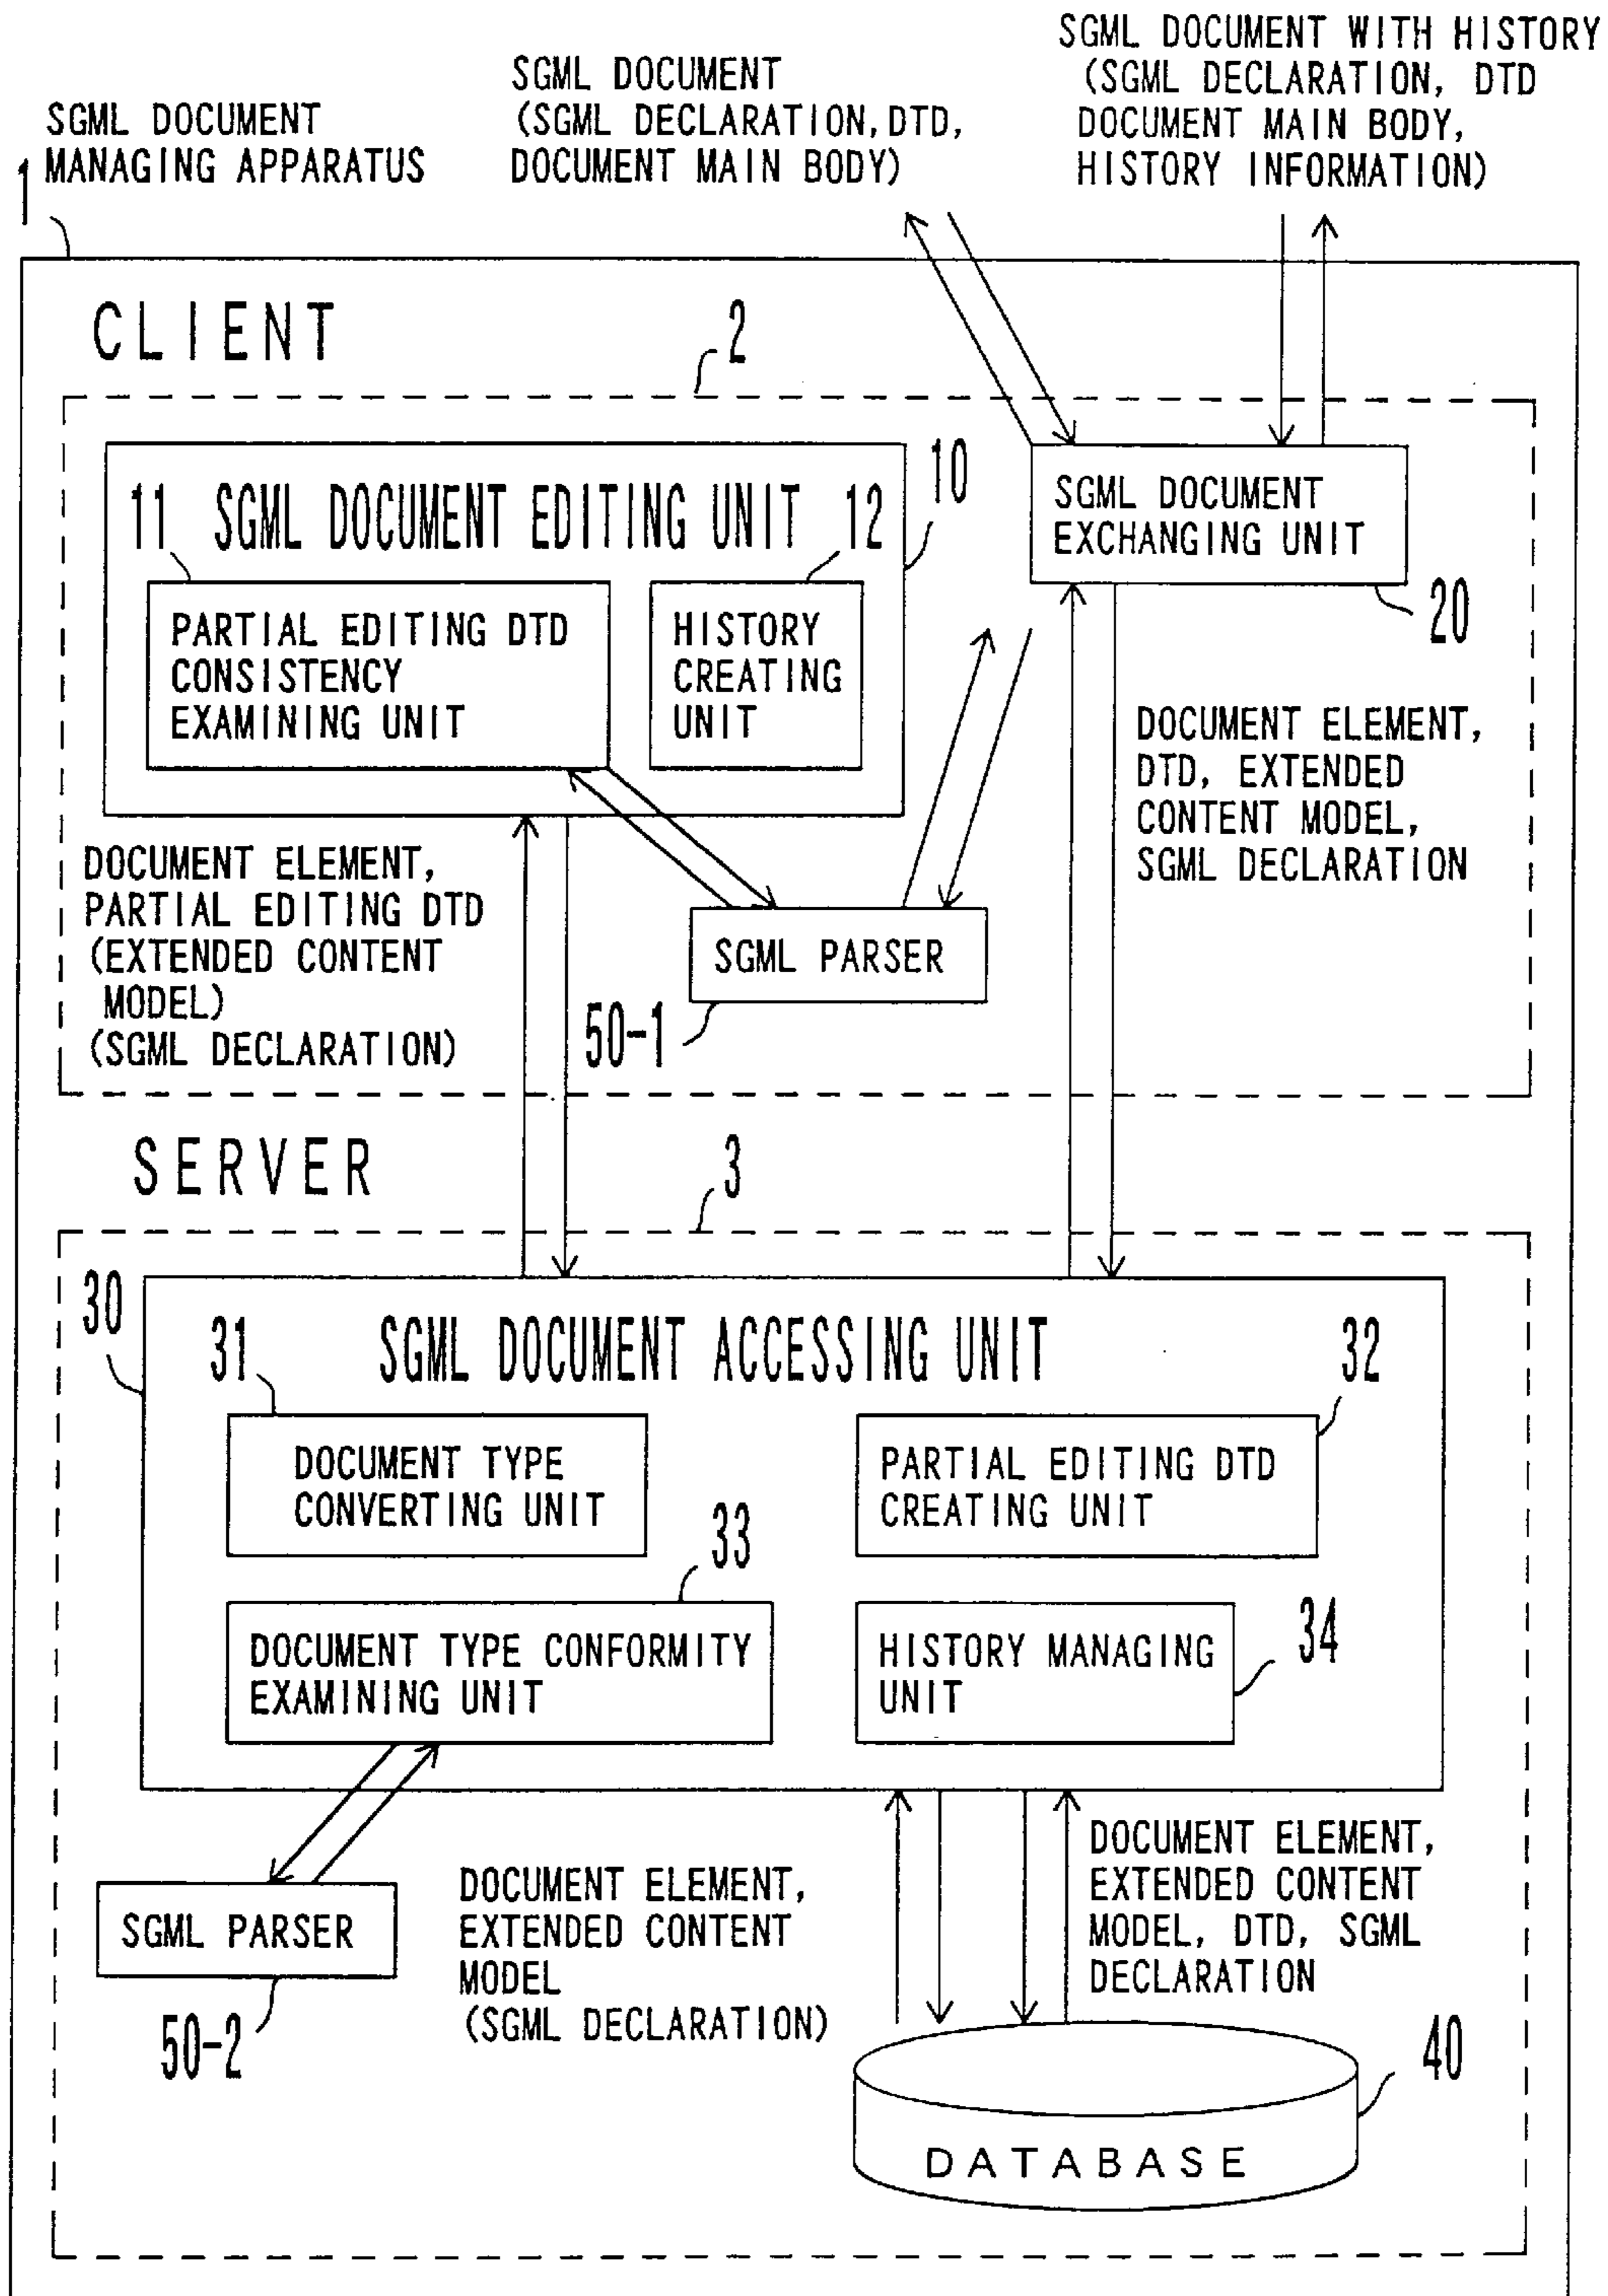 SGML DOCUMENT
MANAGING APPARATUS
1
SGML DOCUMENT
(SGML DECLARATION, DTD,
DOCUMENT MAIN BODY)
SGML DOCUMENT WITH HISTORY
(SGML DECLARATION, DTD
DOCUMENT MAIN BODY,
HISTORY INFORMATION)
CLIENT
2
11 SGML DOCUMENT EDITING UNIT 12
10
PARTIAL EDITING DTD
CONSISTENCY
EXAMINING UNIT
HISTORY
CREATING
UNIT
SGML DOCUMENT
EXCHANGING UNIT
20
DOCUMENT ELEMENT,
DTD, EXTENDED
CONTENT MODEL,
SGML DECLARATION
DOCUMENT ELEMENT,
PARTIAL EDITING DTD
(EXTENDED CONTENT
MODEL)
(SGML DECLARATION)
SGML PARSER
50-1
SERVER
3
30
31 SGML DOCUMENT ACCESSING UNIT 32
DOCUMENT TYPE
CONVERTING UNIT
PARTIAL EDITING DTD
CREATING UNIT
33
DOCUMENT TYPE CONFORMITY
EXAMINING UNIT
HISTORY MANAGING
UNIT
34
SGML PARSER
50-2
DOCUMENT ELEMENT,
EXTENDED CONTENT
MODEL
(SGML DECLARATION)
DOCUMENT ELEMENT,
EXTENDED CONTENT
MODEL, DTD, SGML
DECLARATION
40
DATABASE